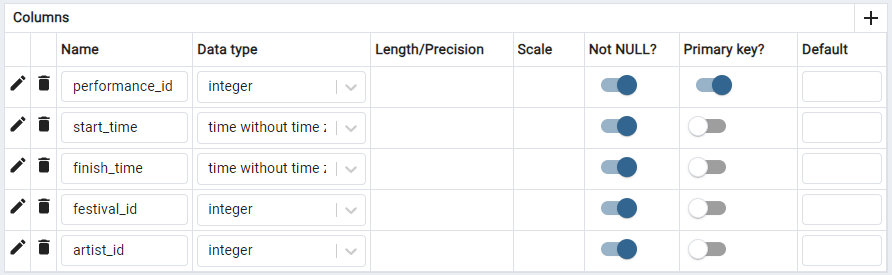 Columns
Name Data type Length/Precision Scale Not NULL? Primary key? Default
performance_id integer
start_time time without time
finish_time time without time
festival_id integer
artist_id integer